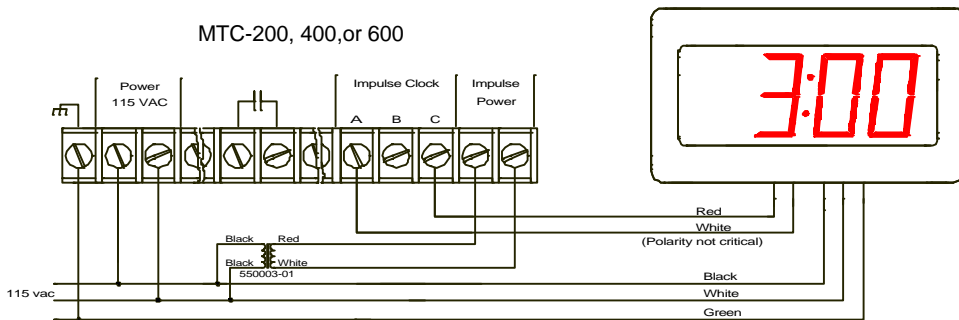 MTC-200, 400,or 600
Power
115 VAC
Impulse Clock
Impulse
Power
A
B
C
3:00
Red
White
(Polarity not critical)
Black
Red
Black
White
550003-01
Black
115 vac
White
Green